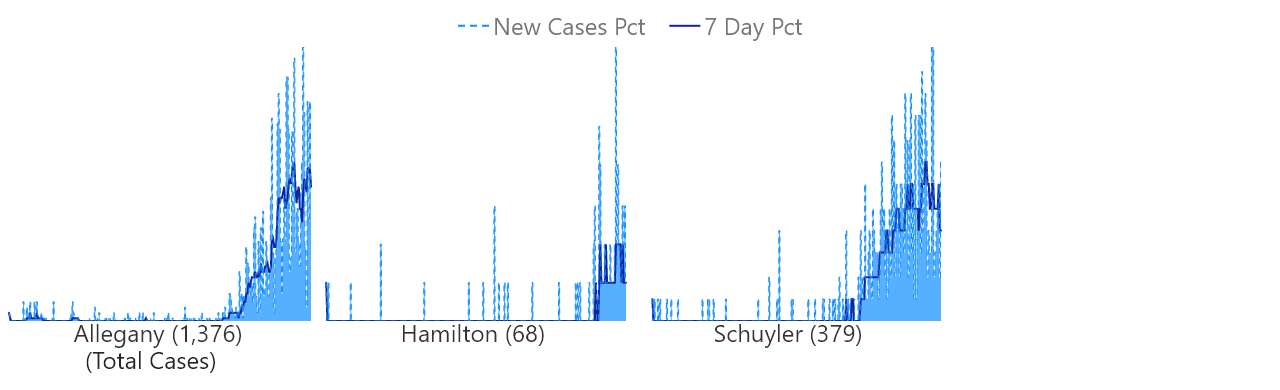 New Cases Pct 7 Day Pct
Allegany (1,376) Hamilton (68) Schuyler (379)
(Total Cases)